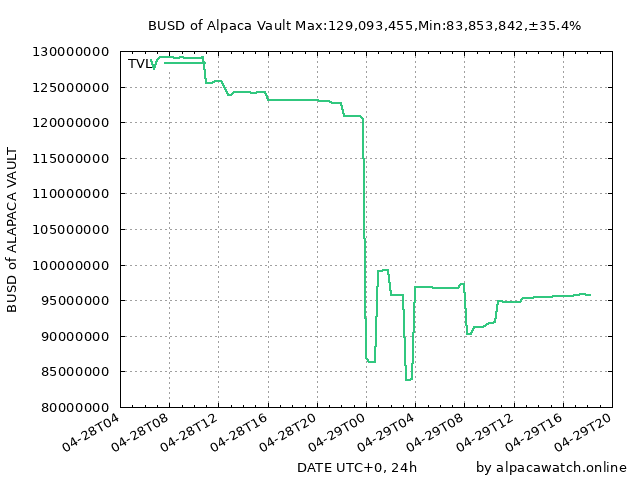 BUSD of Alpaca Vault Max:129,093,455,Min:83,853,842,±35.4%
TVL
130000000
125000000
120000000
115000000
110000000
105000000
100000000
95000000
90000000
85000000
80000000
BUSD of ALAPACA VAULT
04-28T04
04-28T08
04-28T12
04-28T16
04-28T20
04-29T00
04-29T04
04-29T08
04-29T12
04-29T16
04-29T20
DATE UTC+0, 24h
by alpacawatch.online